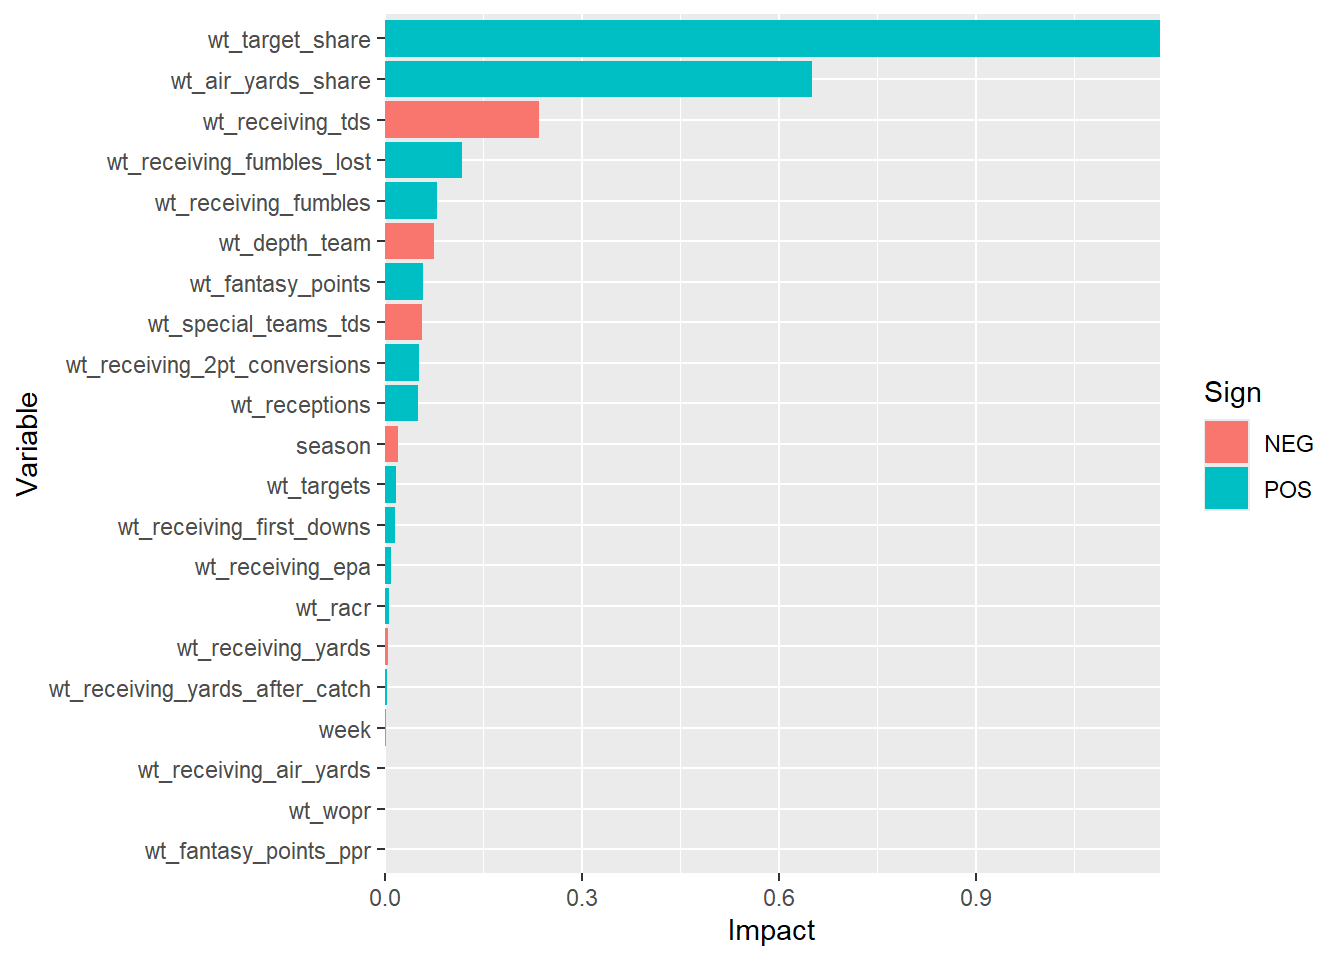 wt_target_share
wt_air_yards_share
wt_receiving_tds
wt_receiving_fumbles_lost
wt_receiving_fumbles
wt_depth_team
wt_fantasy_points
wt_special_teams_tds
wt_receiving_2pt_conversions
wt_receptions
season
wt_targets
wt_receiving_first_downs
wt_receiving_epa
wt_racr
wt_receiving_yards
wt_receiving_yards_after_catch
week
wt_receiving_air_yards
wt_wopr
wt_fantasy_points_ppr
Variable
0.0 0.3 0.6 0.9
Impact
Sign
NEG
POS